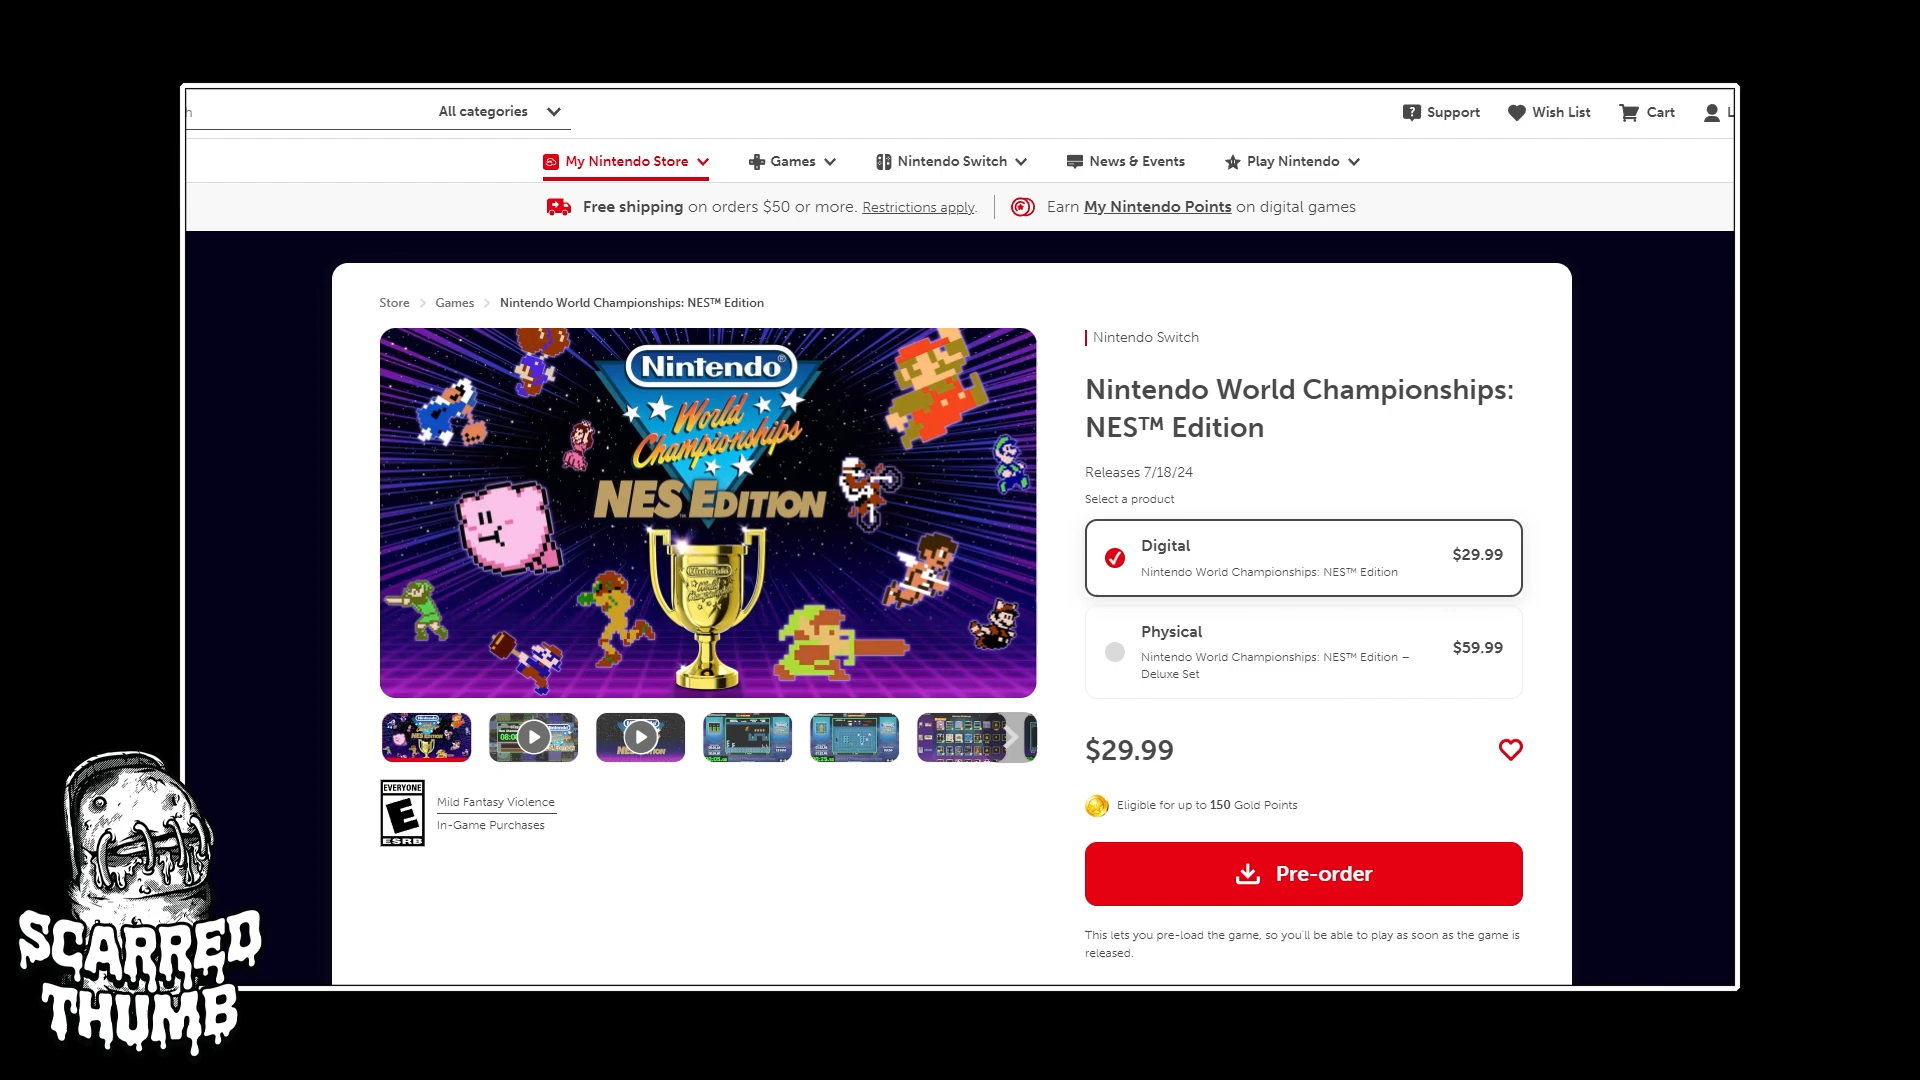 All categories
Support
Wish List
Cart
My Nintendo Store
Games
Nintendo Switch
News & Events
Play Nintendo
Free shipping on orders $50 or more. Restrictions apply.
Earn My Nintendo Points on digital games
Store
Games
Nintendo World Championships: NES™ Edition
Nintendo®
World
Championships
NES EDITION
Nintendo Switch
Nintendo World Championships:
NES™ Edition
Releases 7/18/24
Select a product
Digital
Nintendo World Championships: NES™ Edition
$29.99
Physical
Nintendo World Championships: NES™ Edition –
Deluxe Set
$59.99
$29.99
Eligible for up to 150 Gold Points
Pre-order
This lets you pre-load the game, so you'll be able to play as soon as the game is
released.
EVERYONE
E
ESRB
Mild Fantasy Violence
In-Game Purchases
SCARRED
THUMB